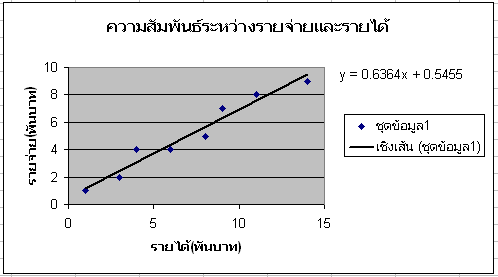 ความสัมพันธ์ระหว่างรายจ่ายและรายได้
y = 0.6364x + 0.5455
รายจ่าย(พันบาท)
10
8
6
4
2
0
0 5 10 15
รายได้(พันบาท)
ชุดข้อมูล1
เชิงเส้น (ชุดข้อมูล1)